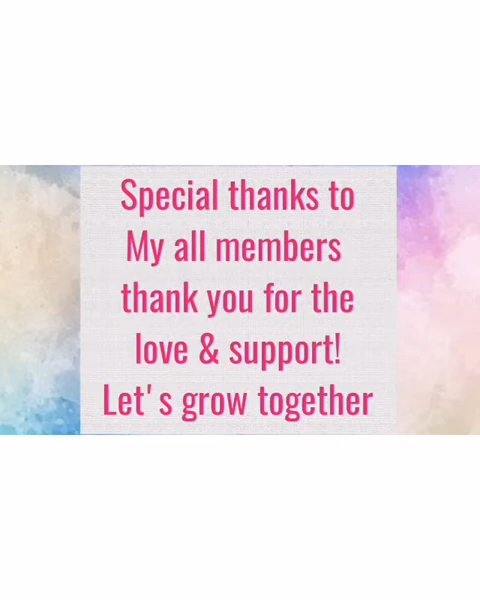 Special thanks to
My all members
thank you for the
love & support!
Let's grow together